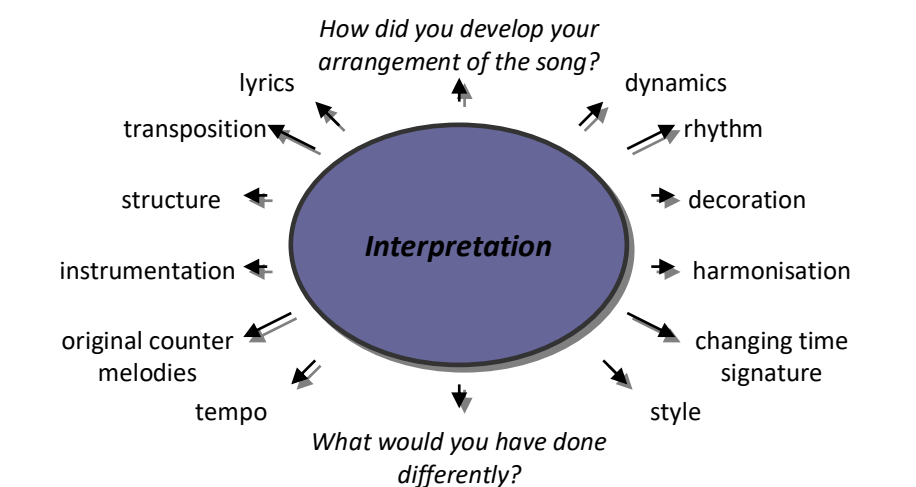 How did you develop your
arrangement of the song?
lyrics
dynamics
transposition
rhythm
structure
decoration
Interpretation
instrumentation
harmonisation
original counter
melodies
changing time
signature
tempo
style
What would you have done
differently?